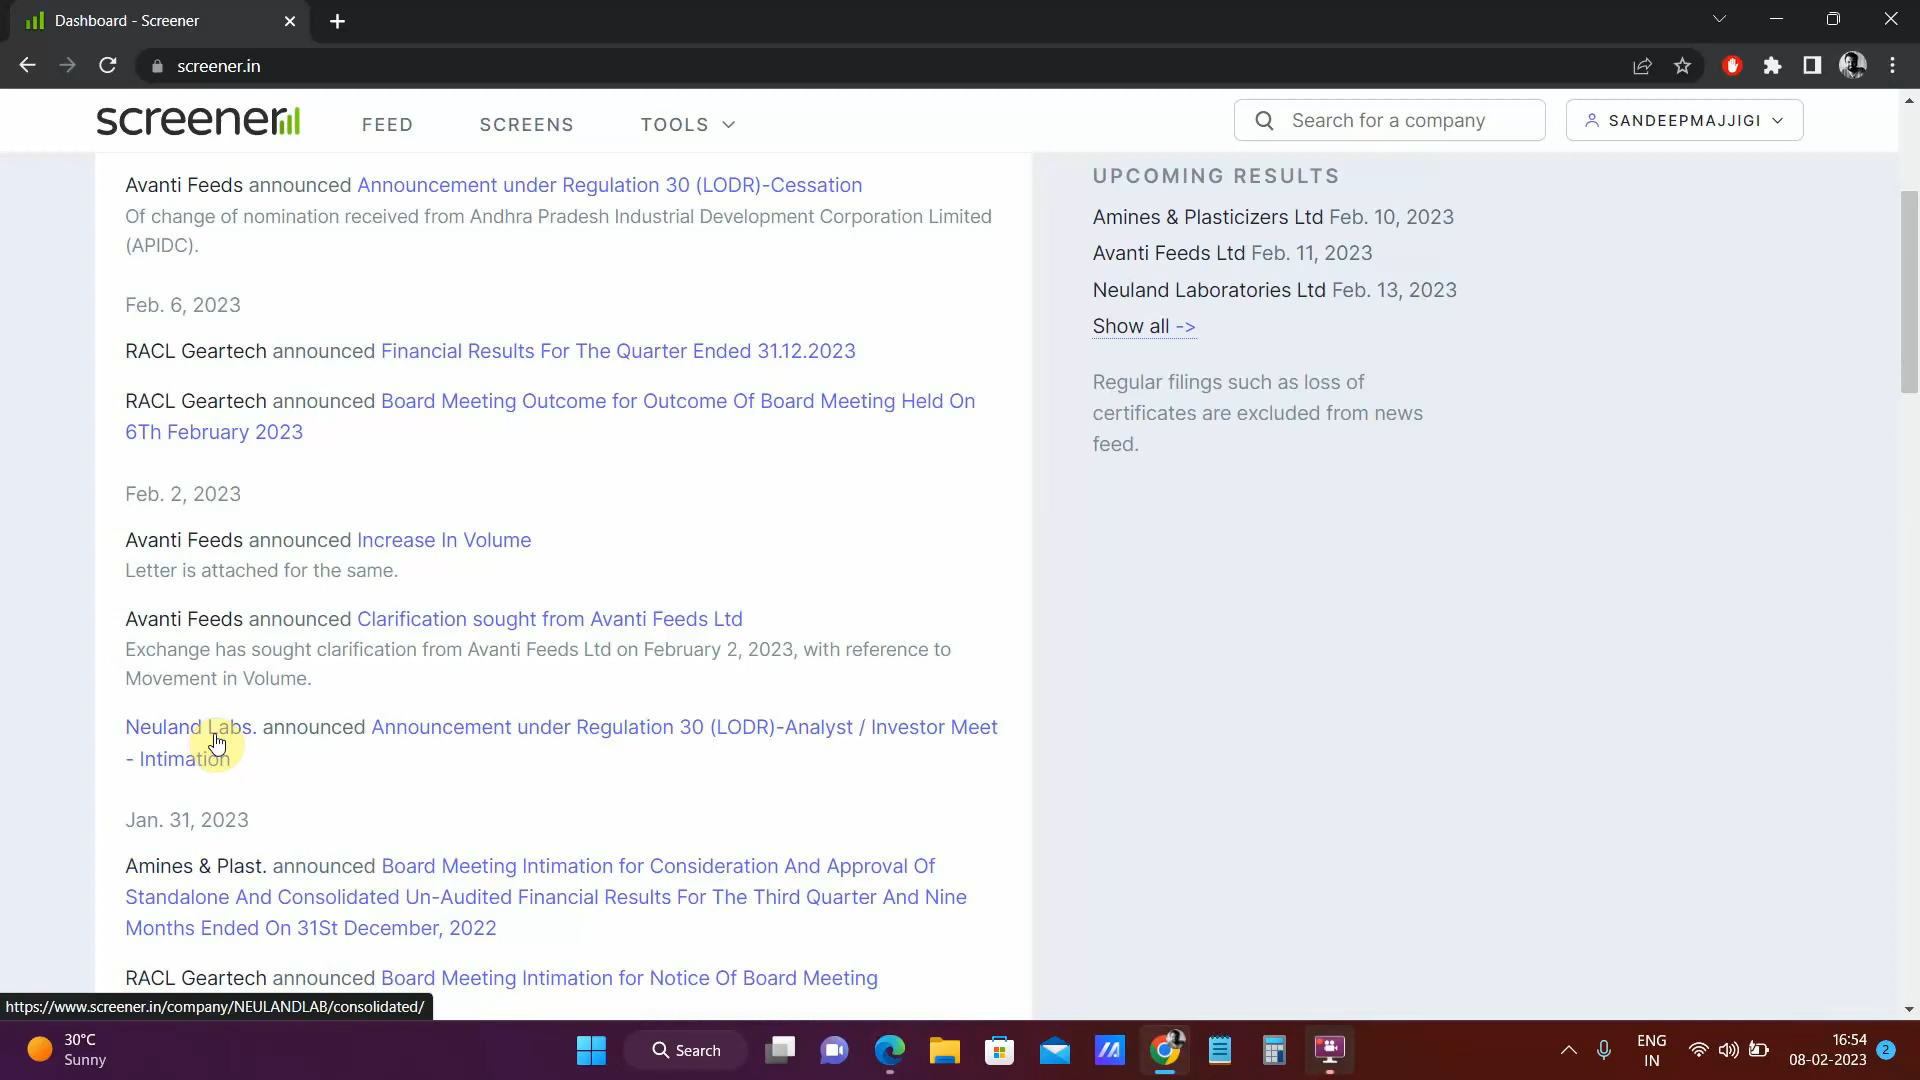 Dashboard - Screener
screener.in
screener
FEED
SCREENS
TOOLS
Search for a company
SANDEEPMAJJIGI
Avanti Feeds announced Announcement under Regulation 30 (LODR)-Cessation
Of change of nomination received from Andhra Pradesh Industrial Development Corporation Limited
(APIDC).
Feb. 6, 2023
RACL Geartech announced Financial Results For The Quarter Ended 31.12.2023
RACL Geartech announced Board Meeting Outcome for Outcome Of Board Meeting Held On
6Th February 2023
Feb. 2, 2023
Avanti Feeds announced Increase In Volume
Letter is attached for the same.
Avanti Feeds announced Clarification sought from Avanti Feeds Ltd
Exchange has sought clarification from Avanti Feeds Ltd on February 2, 2023, with reference to
Movement in Volume.
Neuland Labs. announced Announcement under Regulation 30 (LODR)-Analyst / Investor Meet
- Intimation
Jan. 31, 2023
Amines & Plast. announced Board Meeting Intimation for Consideration And Approval Of
Standalone And Consolidated Un-Audited Financial Results For The Third Quarter And Nine
Months Ended On 31St December, 2022
RACL Geartech announced Board Meeting Intimation for Notice Of Board Meeting
UPCOMING RESULTS
Amines & Plasticizers Ltd Feb. 10, 2023
Avanti Feeds Ltd Feb. 11, 2023
Neuland Laboratories Ltd Feb. 13, 2023
Show all ->
Regular filings such as loss of
certificates are excluded from news
feed.
https://www.screener.in/company/NEULANDLAB/consolidated/
30°C
Sunny
Search
ENG
IN
16:54
08-02-2023
2